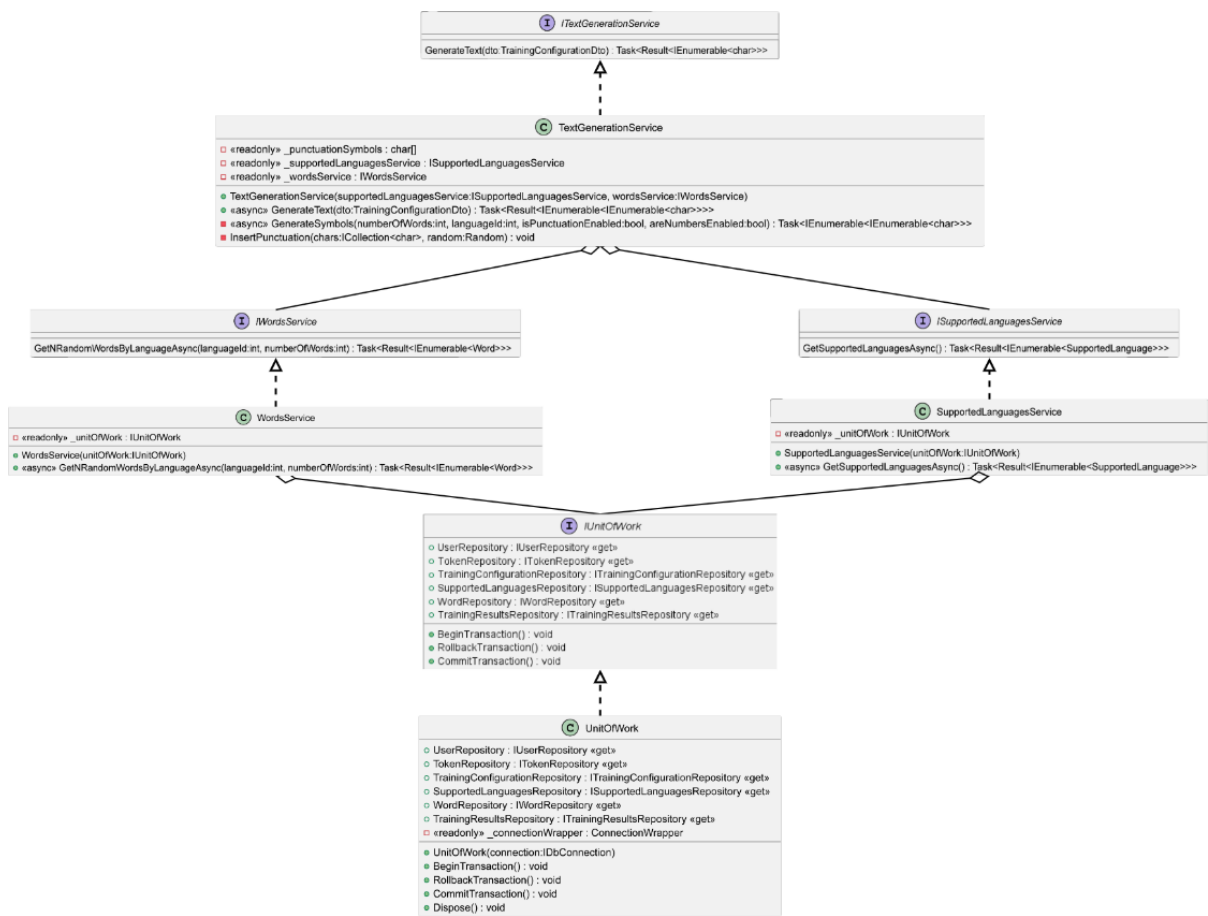 I ITextGenerationService
GenerateText(dto:TrainingConfigurationDto) : Task<Result<IEnumerable<char>>>
C TextGenerationService
«readonly» _punctuationSymbols : char[]
«readonly» _supportedLanguagesService : ISupportedLanguagesService
«readonly» _wordsService : IWordsService
TextGenerationService(supportedLanguagesService:ISupportedLanguagesService, wordsService:IWordsService)
«async» GenerateText(dto:TrainingConfigurationDto) : Task<Result<IEnumerable<IEnumerable<char>>>>
«async» GenerateSymbols(numberOfWords:int, languageId:int, isPunctuationEnabled:bool, areNumbersEnabled:bool) : Task<IEnumerable<IEnumerable<char>>>
InsertPunctuation(chars:ICollection<char>, random:Random) : void
I IWordsService
GetNRandomWordsByLanguageAsync(languageId:int, numberOfWords:int) : Task<Result<IEnumerable<Word>>>
I ISupportedLanguagesService
GetSupportedLanguagesAsync() : Task<Result<IEnumerable<SupportedLanguage>>>
C WordsService
«readonly» _unitOfWork : IUnitOfWork
WordsService(unitOfWork:IUnitOfWork)
«async» GetNRandomWordsByLanguageAsync(languageId:int, numberOfWords:int) : Task<Result<IEnumerable<Word>>>
C SupportedLanguagesService
«readonly» _unitOfWork : IUnitOfWork
SupportedLanguagesService(unitOfWork:IUnitOfWork)
«async» GetSupportedLanguagesAsync() : Task<Result<IEnumerable<SupportedLanguage>>>
I IUnitOfWork
UserRepository : IUserRepository «get»
TokenRepository : ITokenRepository «get»
TrainingConfigurationRepository : ITrainingConfigurationRepository «get»
SupportedLanguagesRepository : ISupportedLanguagesRepository «get»
WordRepository : IWordRepository «get»
TrainingResultsRepository : ITrainingResultsRepository «get»
BeginTransaction() : void
RollbackTransaction() : void
CommitTransaction() : void
C UnitOfWork
UserRepository : IUserRepository «get»
TokenRepository : ITokenRepository «get»
TrainingConfigurationRepository : ITrainingConfigurationRepository «get»
SupportedLanguagesRepository : ISupportedLanguagesRepository «get»
WordRepository : IWordRepository «get»
TrainingResultsRepository : ITrainingResultsRepository «get»
«readonly» _connectionWrapper : ConnectionWrapper
UnitOfWork(connection:IDbConnection)
BeginTransaction() : void
RollbackTransaction() : void
CommitTransaction() : void
Dispose() : void